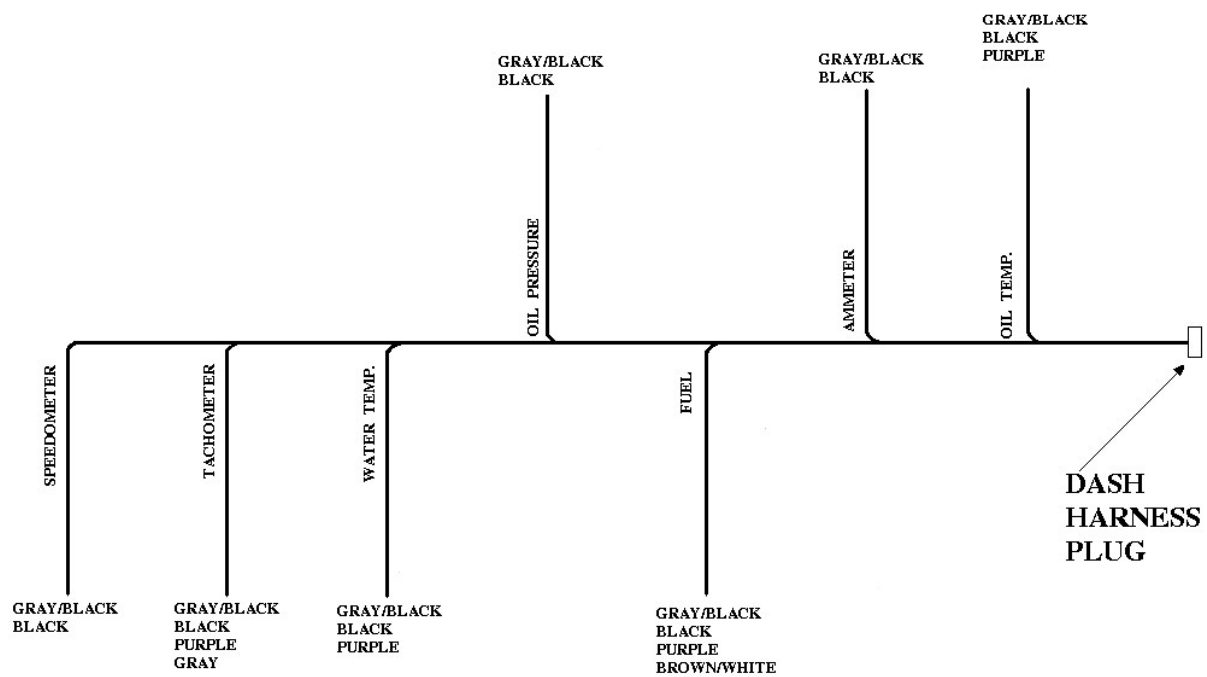 GRAY/BLACK
BLACK
PURPLE
GRAY/BLACK
BLACK
GRAY/BLACK
BLACK
OIL PRESSURE
AMMETER
OIL TEMP.
SPEEDOMETER
TACHOMETER
WATER TEMP.
FUEL
DASH
HARNESS
PLUG
GRAY/BLACK
BLACK
GRAY/BLACK
BLACK
PURPLE
GRAY
GRAY/BLACK
BLACK
PURPLE
GRAY/BLACK
BLACK
PURPLE
BROWN/WHITE